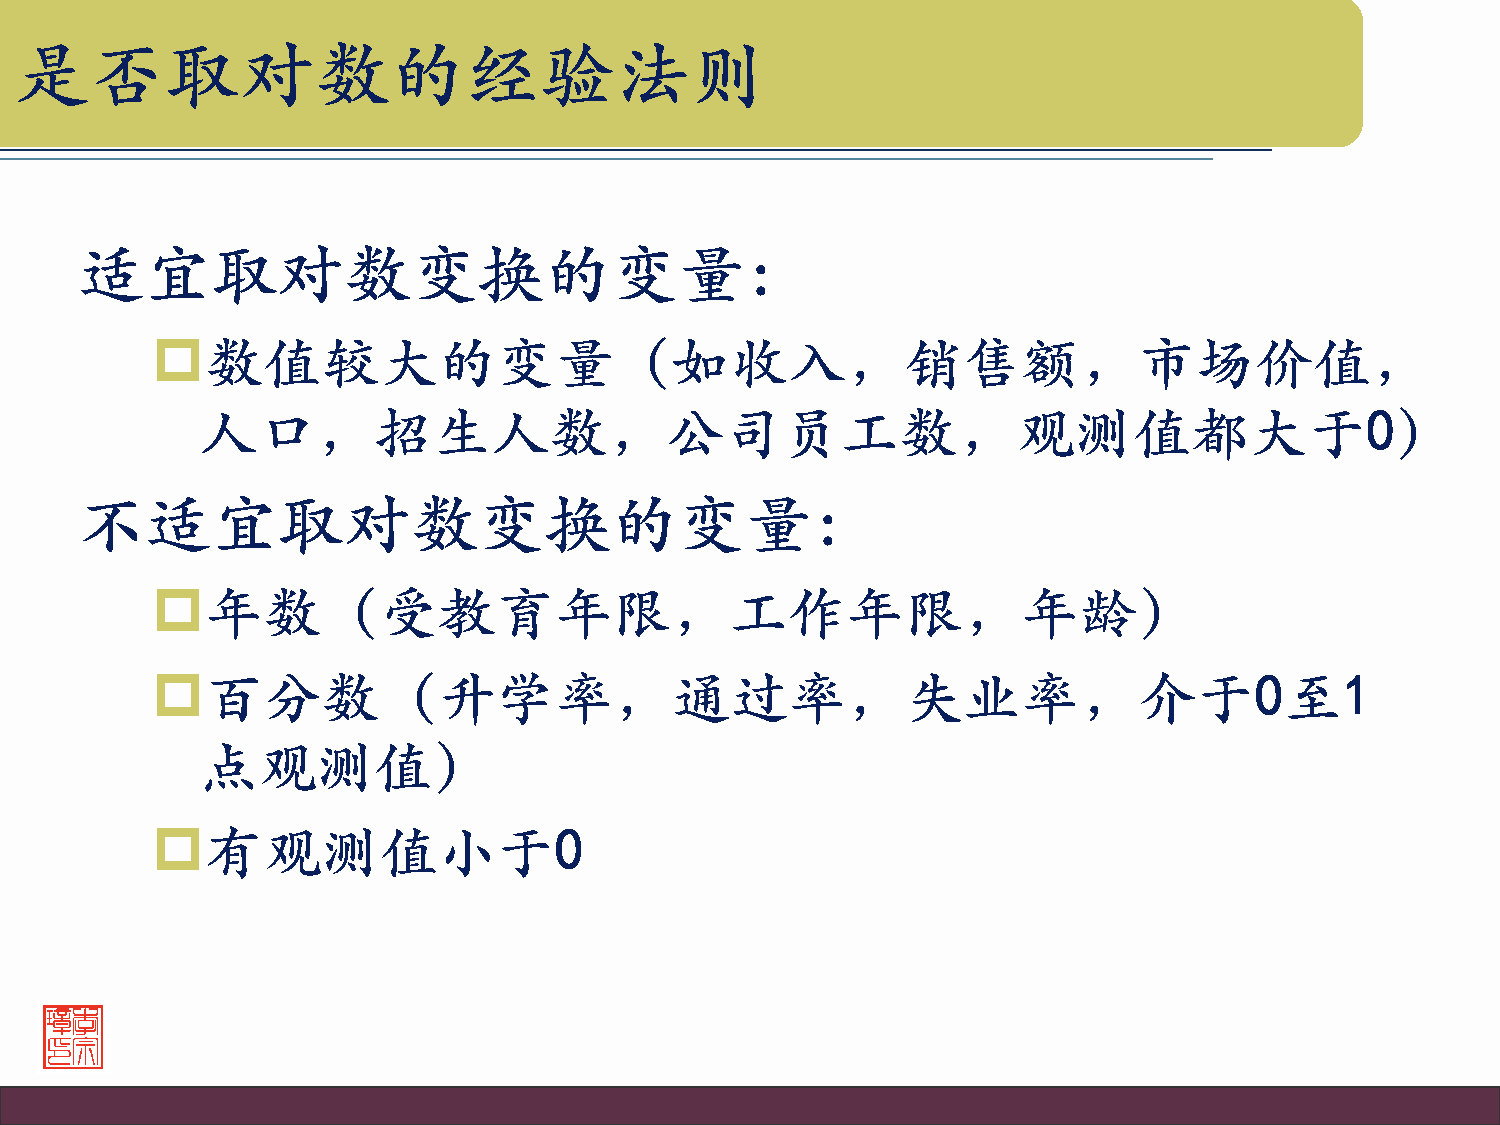 是否取对数的经验法则
适宜取对数变换的变量：
数值较大的变量（如收入，销售额，市场价值，
人口，招生人数，公司员工数，观测值都大于0）
不适宜取对数变换的变量：
年数（受教育年限，工作年限，年龄）
百分数（升学率，通过率，失业率，介于0至1
点观测值）
有观测值小于0
李宗璋印